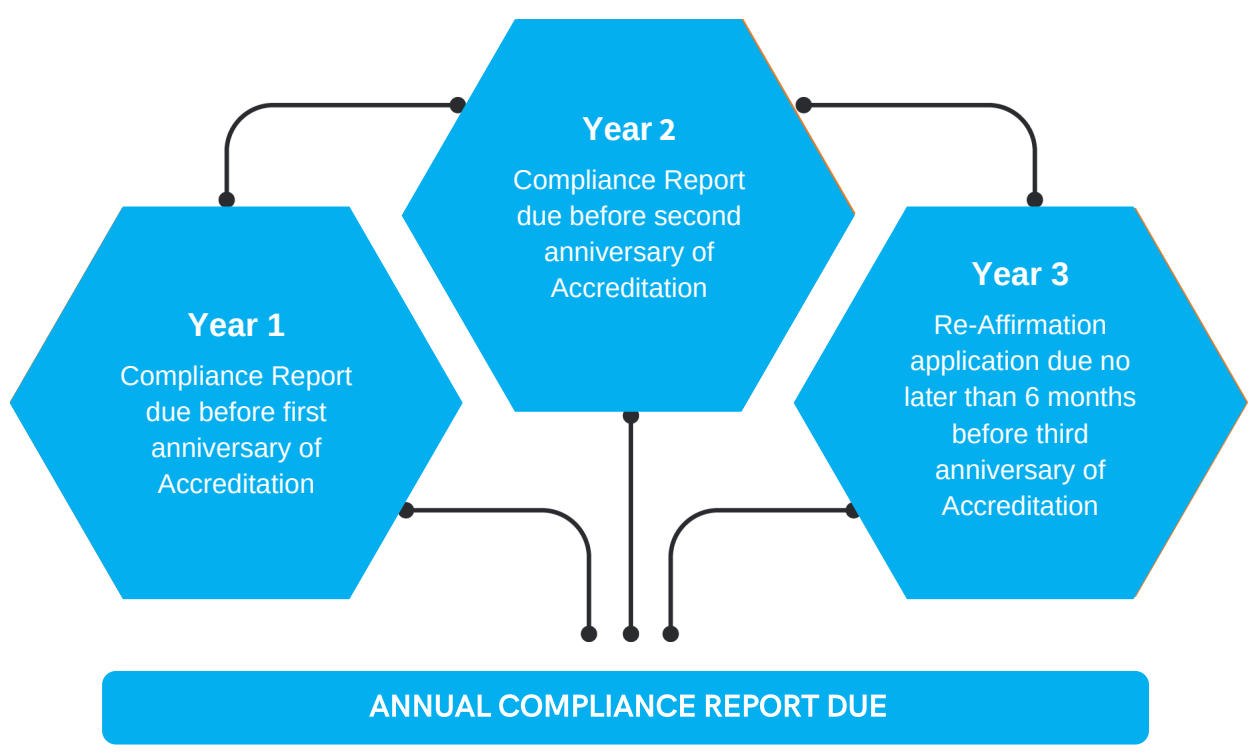 Year 1
Compliance Report
due before first
anniversary of
Accreditation
Year 2
Compliance Report
due before second
anniversary of
Accreditation
Year 3
Re-Affirmation
application due no
later than 6 months
before third
anniversary of
Accreditation
ANNUAL COMPLIANCE REPORT DUE